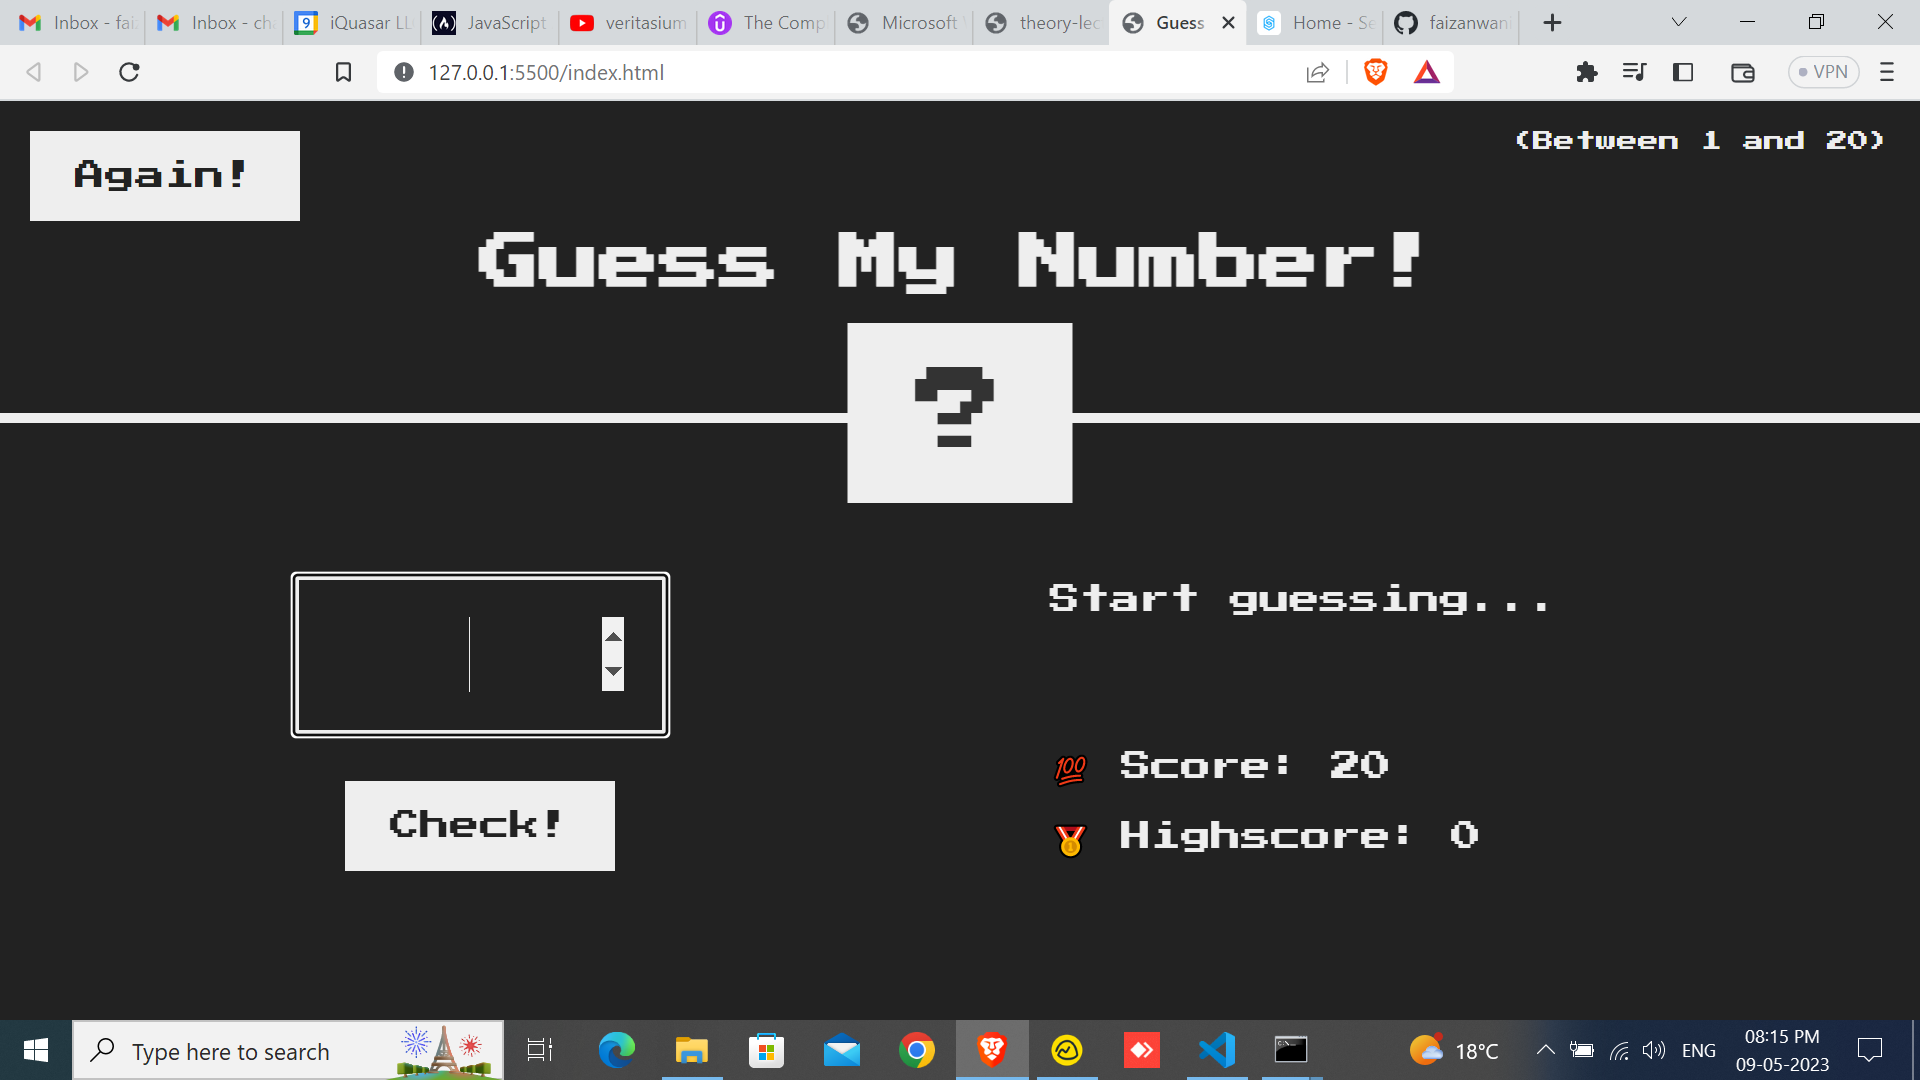 Inbox - fai
Inbox - cha
9
iQuasar LL
JavaScript
veritasium
The Comp
Microsoft
theory-lec
Guess
Home - Se
faizanwan
127.0.0.1:5500/index.html
VPN
Again!
(Between 1 and 20)
Guess My Number!
?
Start guessing...
💯 Score: 20
🥇 Highscore: 0
Check!
Type here to search
18°C
ENG
08:15 PM
09-05-2023